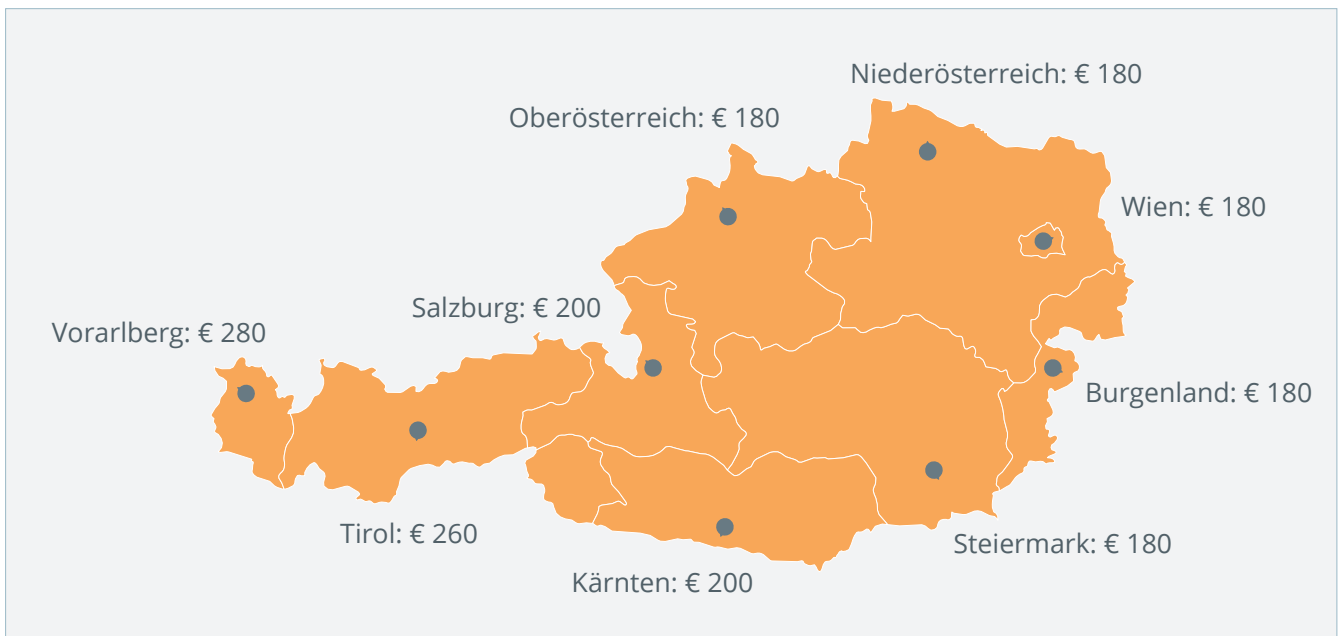 Niederösterreich: € 180
Oberösterreich: € 180
Wien: € 180
Salzburg: € 200
Vorarlberg: € 280
Burgenland: € 180
Tirol: € 260
Steiermark: € 180
Kärnten: € 200